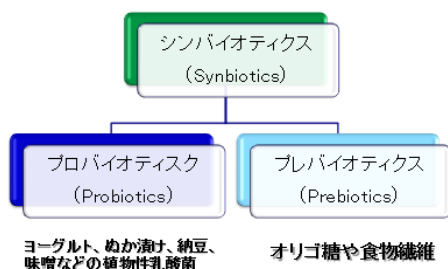 シンバイオティクス
(Synbiotics)
プロバイオティスク
(Probiotics)
プレバイオティクス
(Prebiotics)
ヨーグルト、ぬか漬け、納豆、
味噌などの植物性乳酸菌
オリゴ糖や食物繊維